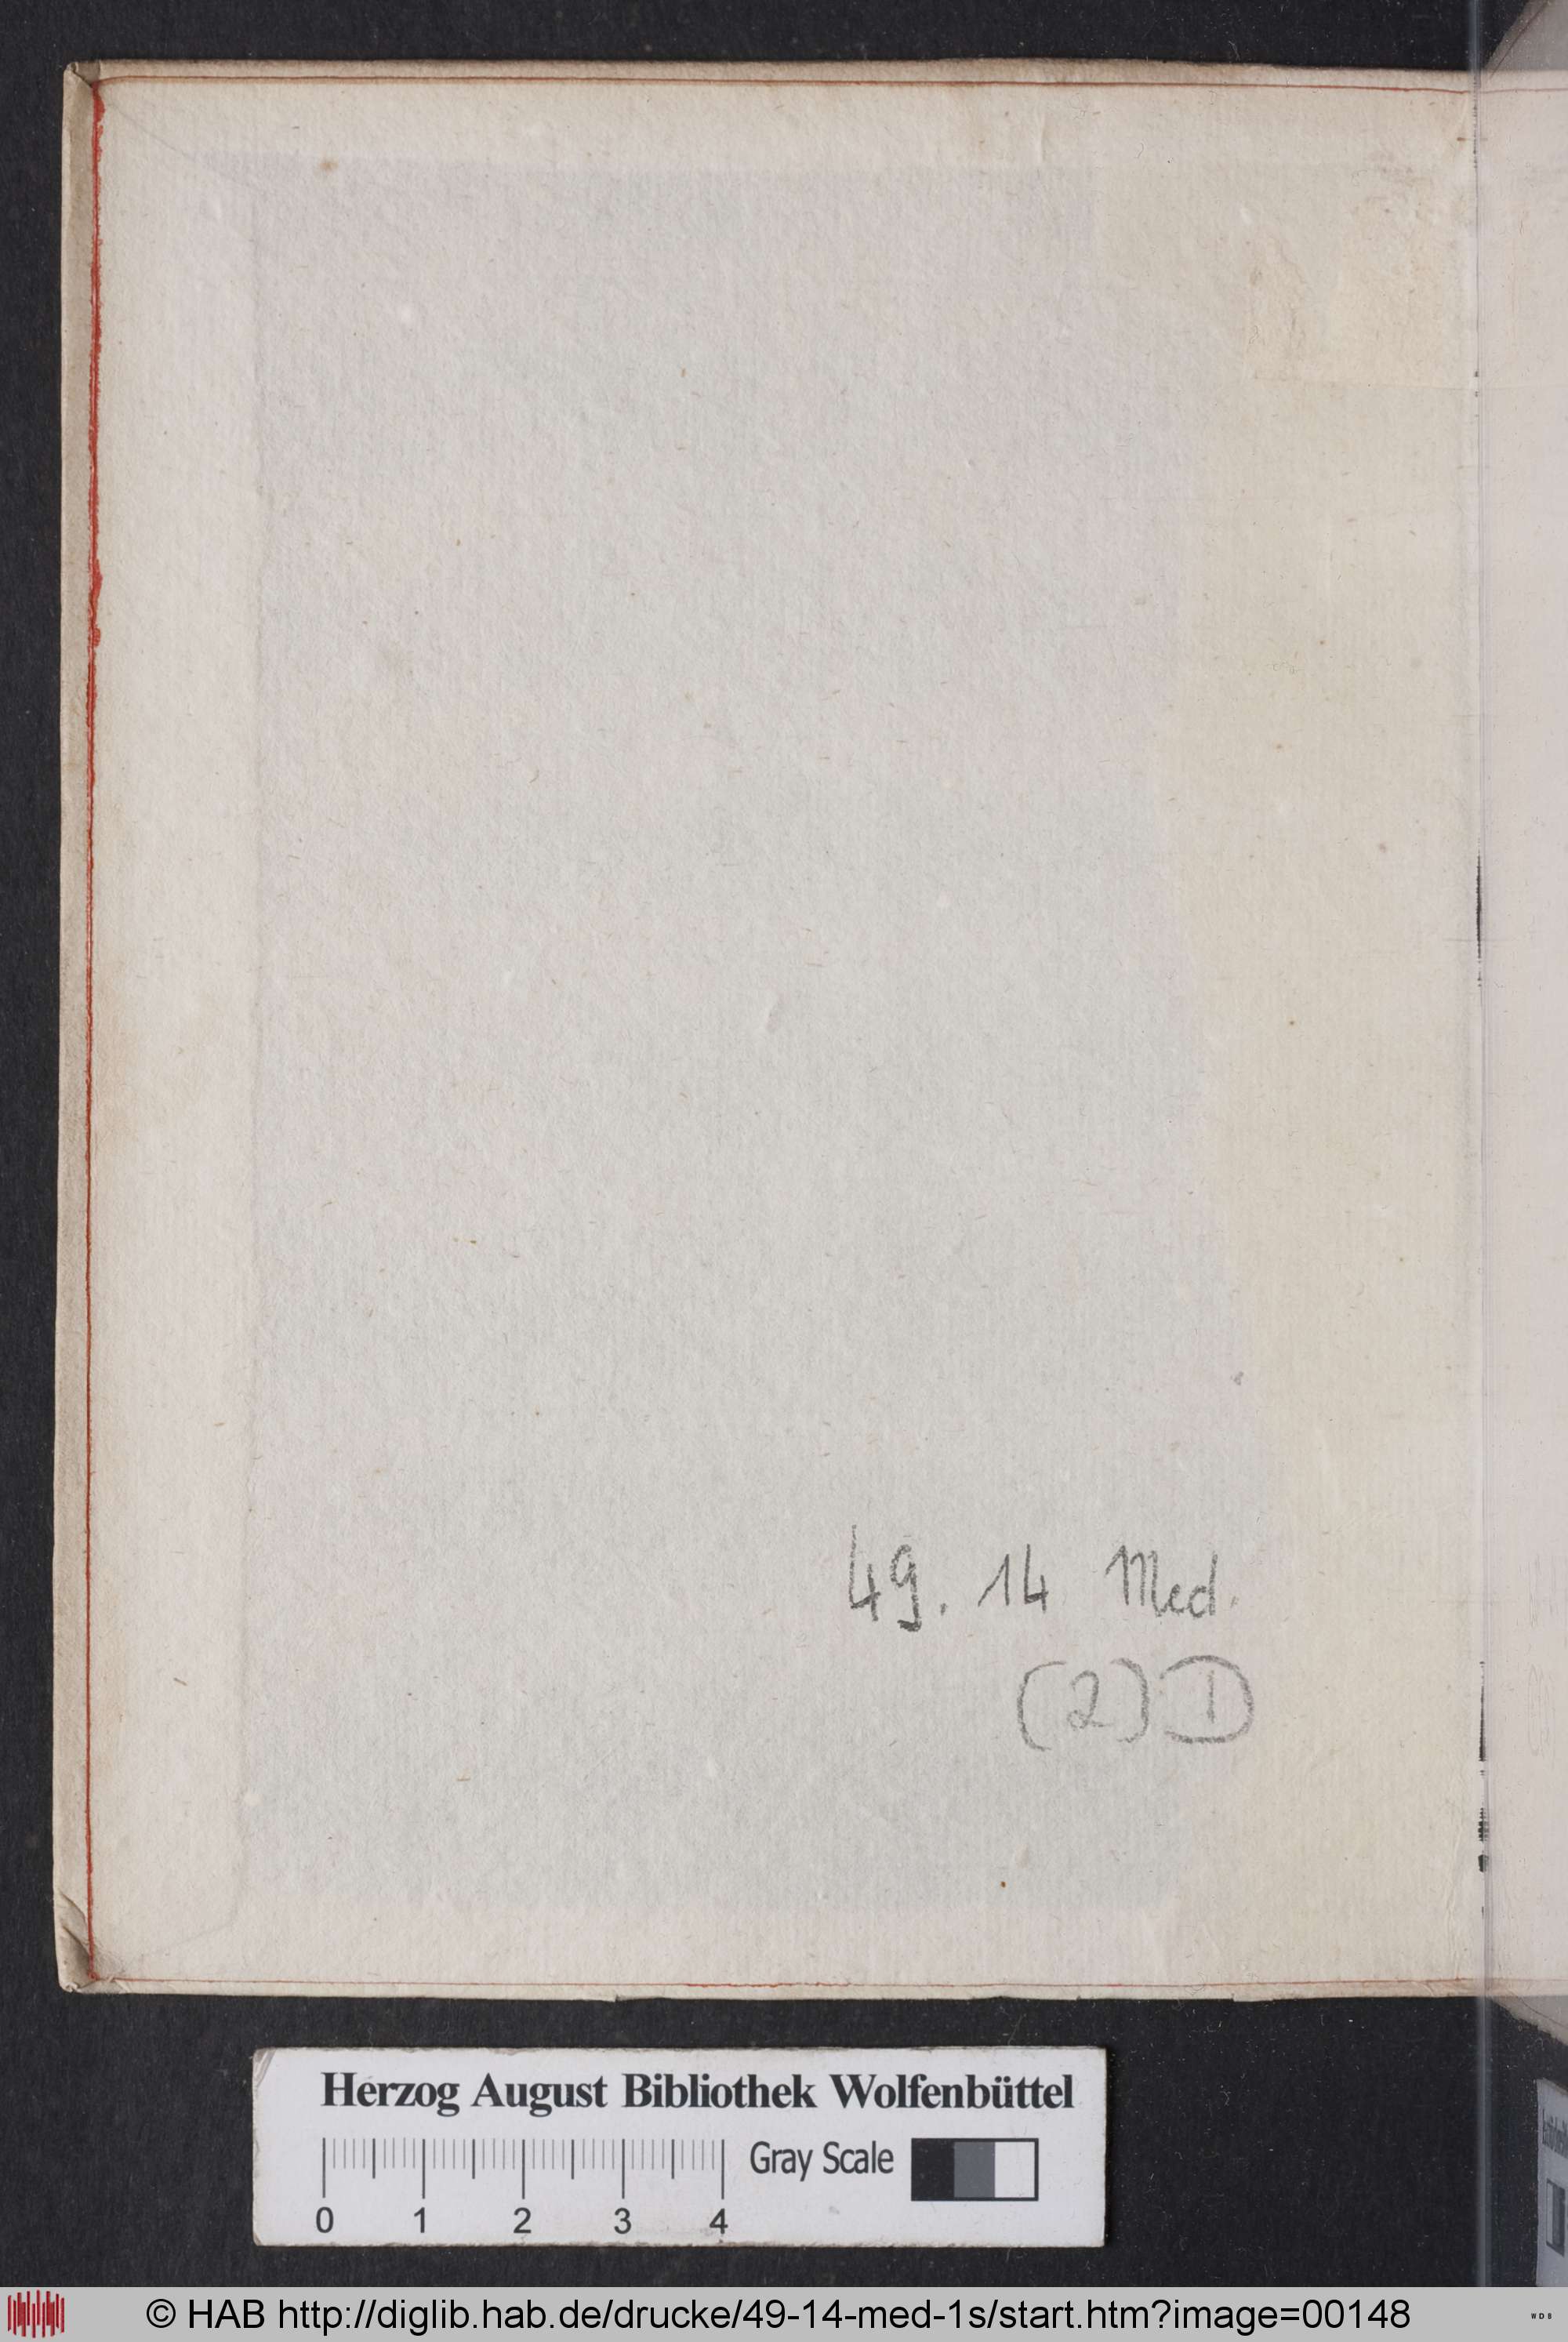 49. 14 Med.
(2) I
Herzog August Bibliothek Wolfenbüttel
Gray Scale
0 1 2 3 4
© HAB http://diglib.hab.de/drucke/49-14-med-1s/start.htm?image=00148
WDB